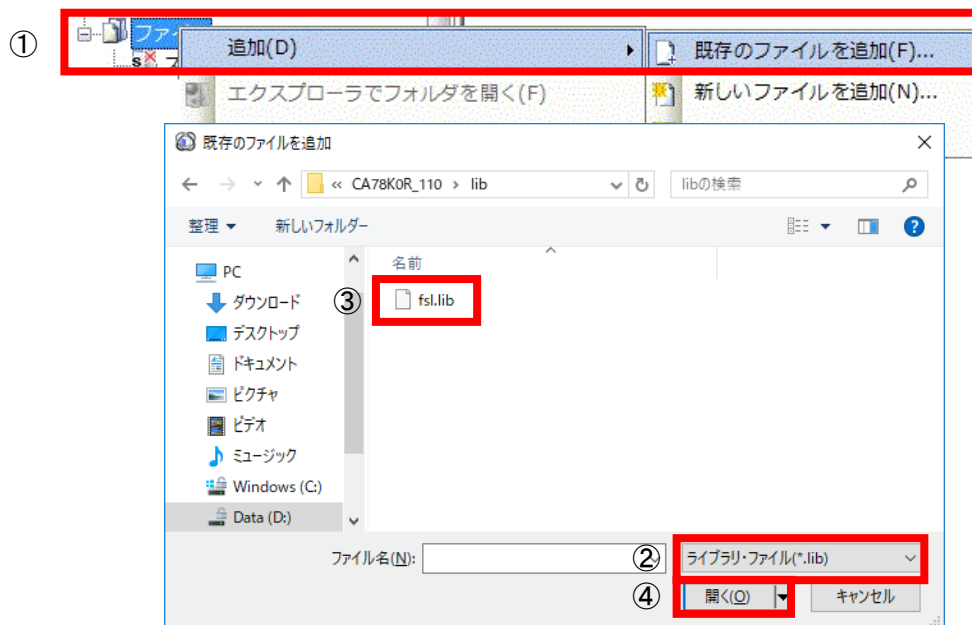 ①
ファイ
追加(D)
既存のファイルを追加(F)...
エクスプローラでフォルダを開く(F)
新しいファイルを追加(N)...
既存のファイルを追加
« CA78K0R_110 › lib
libの検索
整理
新しいフォルダー
名前
PC
ダウンロード
③
fsl.lib
デスクトップ
ドキュメント
ピクチャ
ビデオ
ミュージック
Windows (C:)
Data (D:)
ファイル名(N):
②
ライブラリ・ファイル(*.lib)
④
開く(O)
キャンセル